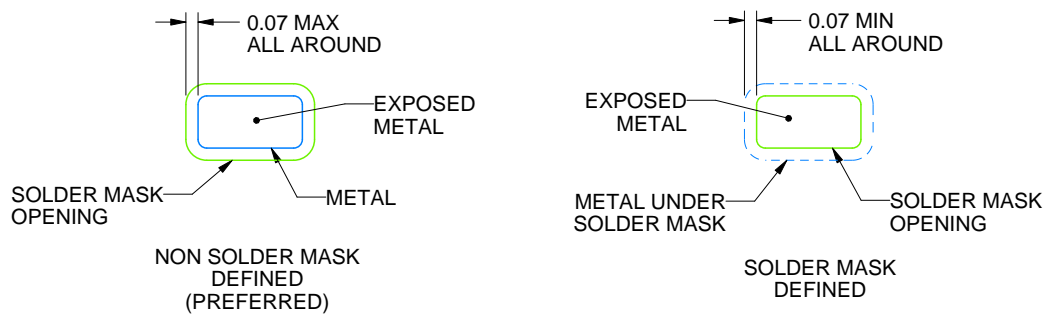 0.07 MAX
ALL AROUND
EXPOSED
METAL
SOLDER MASK
OPENING
METAL
NON SOLDER MASK
DEFINED
(PREFERRED)
0.07 MIN
ALL AROUND
EXPOSED
METAL
METAL UNDER
SOLDER MASK
SOLDER MASK
OPENING
SOLDER MASK
DEFINED